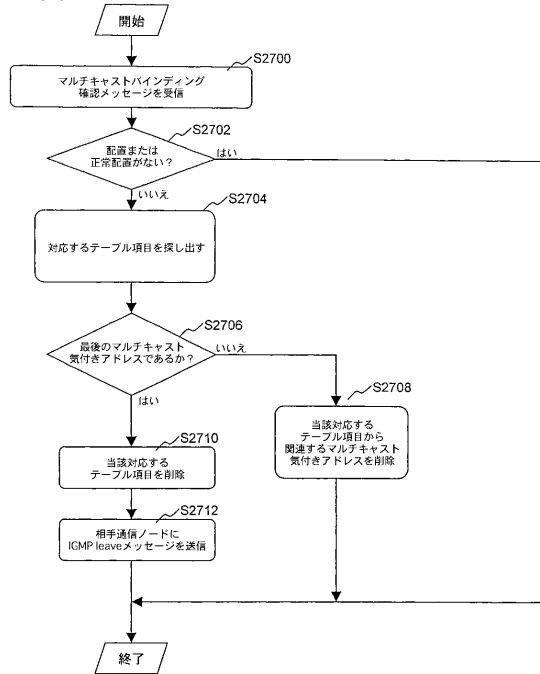 開始
S2700
マルチキャストバインディング
確認メッセージを受信
S2702
配置または
正常配置がない？
はい
いいえ
S2704
対応するテーブル項目を探し出す
S2706
最後のマルチキャスト
気付きアドレスであるか？
いいえ
はい
S2708
当該対応する
テーブル項目から
関連するマルチキャスト
気付きアドレスを削除
S2710
当該対応する
テーブル項目を削除
S2712
相手通信ノードに
IGMP leaveメッセージを送信
終了